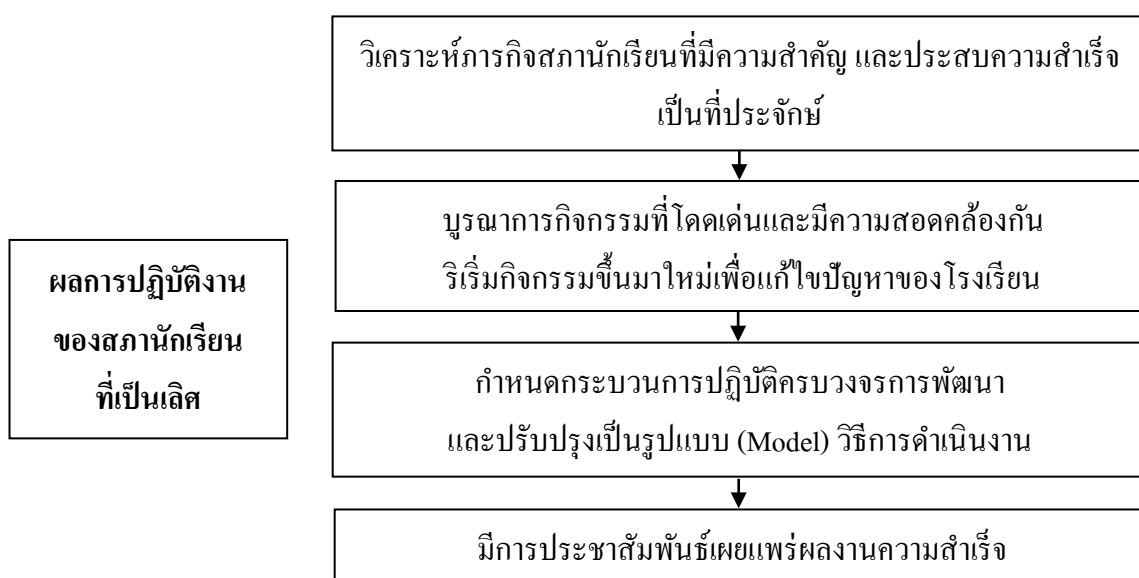 วิเคราะห์ภารกิจสภานักเรียนที่มีความสำคัญ และประสบความสำเร็จ
เป็นที่ประจักษ์
บูรณาการกิจกรรมที่โดดเด่นและมีความสอดคล้องกัน
ริเริ่มกิจกรรมขึ้นมาใหม่เพื่อแก้ไขปัญหาของโรงเรียน
ผลการปฏิบัติงาน
ของสภานักเรียน
ที่เป็นเลิศ
กำหนดกระบวนการปฏิบัติครบวงจรการพัฒนา
และปรับปรุงเป็นรูปแบบ (Model) วิธีการดำเนินงาน
มีการประชาสัมพันธ์เผยแพร่ผลงานความสำเร็จ